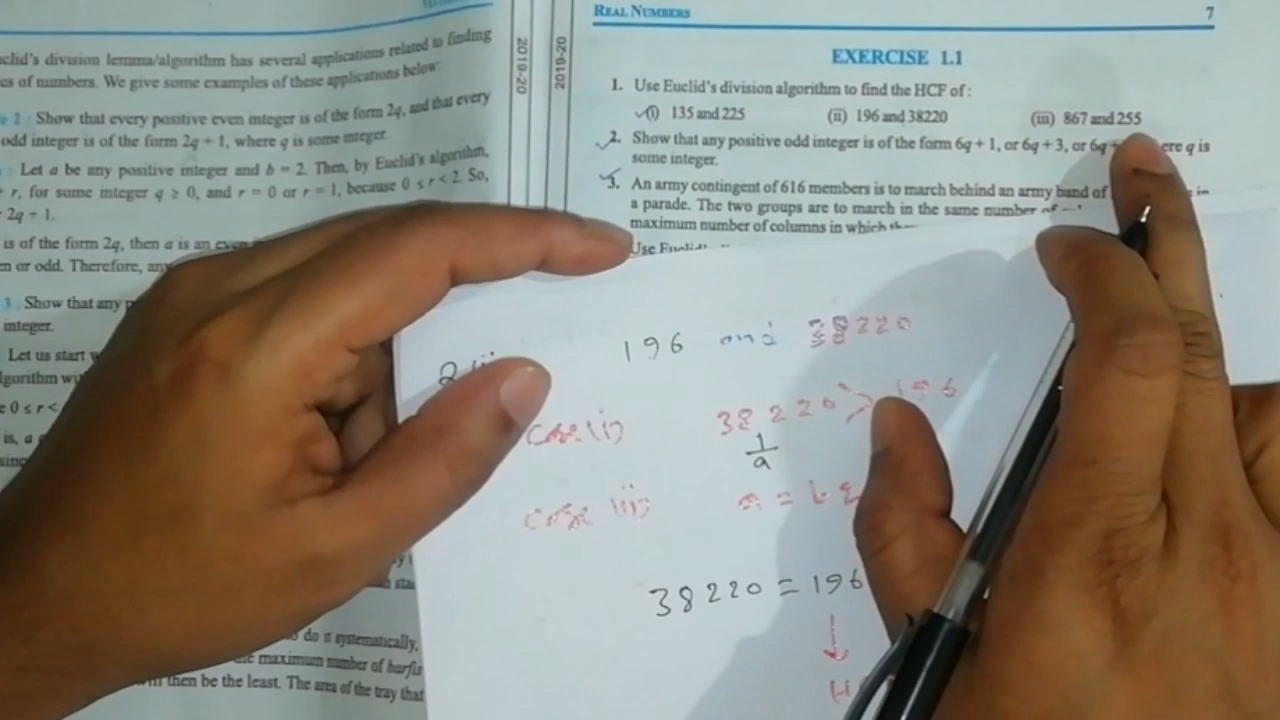 uclid's division lemma/algorithm has several applications related to finding
es of numbers. We give some examples of these applications below:
2 : Show that every positive even integer is of the form 2q, and that every
odd integer is of the form 2q + 1, where q is some integer.
: Let a be any positive integer and b = 2. Then, by Euclid's algorithm,
+ r, for some integer q ≥ 0, and r = 0 or r = 1, because 0 ≤ r < 2. So,
2q + 1.
is of the form 2q, then a is an even
n or odd. Therefore, any
3 : Show that any p
integer.
Let us start w
lgorithm wi
e 0 ≤ r <
is, a
do it systematically,
maximum number of barfis
then be the least. The area of the tray that
2019-20
2019-20
REAL NUMBERS 7
EXERCISE 1.1
1. Use Euclid's division algorithm to find the HCF of :
(i) 135 and 225 (ii) 196 and 38220 (iii) 867 and 255
2. Show that any positive odd integer is of the form 6q + 1, or 6q + 3, or 6q + ere q is
some integer.
3. An army contingent of 616 members is to march behind an army band of in
a parade. The two groups are to march in the same number of
maximum number of columns in which
Use Euclid's
196 and 38220
Case (i) 38220 > 196
1
a
Case (ii) a = b q
38220 = 196